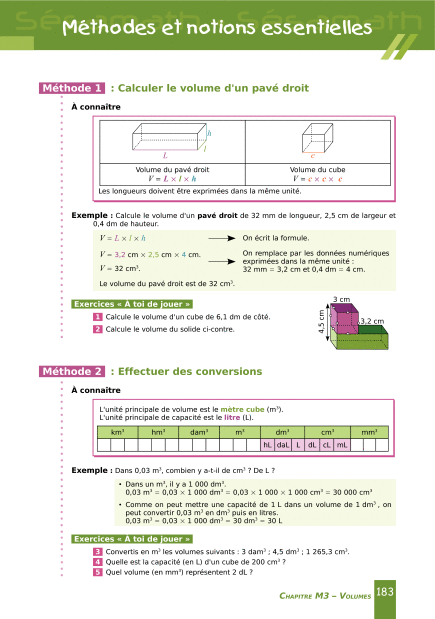 Méthodes et notions essentielles
Méthode 1 : Calculer le volume d'un pavé droit
À connaître
h
l
L
c
Volume du pavé droit
V = L × l × h
Volume du cube
V = c × c × c
Les longueurs doivent être exprimées dans la même unité.
Exemple : Calcule le volume d'un pavé droit de 32 mm de longueur, 2,5 cm de largeur et
0,4 dm de hauteur.
V = L × l × h
On écrit la formule.
V = 3,2 cm × 2,5 cm × 4 cm.
V = 32 cm³.
On remplace par les données numériques
exprimées dans la même unité :
32 mm = 3,2 cm et 0,4 dm = 4 cm.
Le volume du pavé droit est de 32 cm³.
Exercices « À toi de jouer »
1 Calcule le volume d'un cube de 6,1 dm de côté.
2 Calcule le volume du solide ci-contre.
3 cm
4,5 cm
3,2 cm
Méthode 2 : Effectuer des conversions
À connaître
L'unité principale de volume est le mètre cube (m³).
L'unité principale de capacité est le litre (L).
km³ hm³ dam³ m³ dm³ cm³ mm³
hL daL L dL cL mL
Exemple : Dans 0,03 m³, combien y a-t-il de cm³ ? De L ?
• Dans un m³, il y a 1 000 dm³.
0,03 m³ = 0,03 × 1 000 dm³ = 0,03 × 1 000 × 1 000 cm³ = 30 000 cm³
• Comme on peut mettre une capacité de 1 L dans un volume de 1 dm³ , on
peut convertir 0,03 m³ en dm³ puis en litres.
0,03 m³ = 0,03 × 1 000 dm³ = 30 dm³ = 30 L
Exercices « À toi de jouer »
3 Convertis en m³ les volumes suivants : 3 dam³ ; 4,5 dm³ ; 1 265,3 cm³.
4 Quelle est la capacité (en L) d'un cube de 200 cm³ ?
5 Quel volume (en mm³) représentent 2 dL ?
CHAPITRE M3 – VOLUMES 183